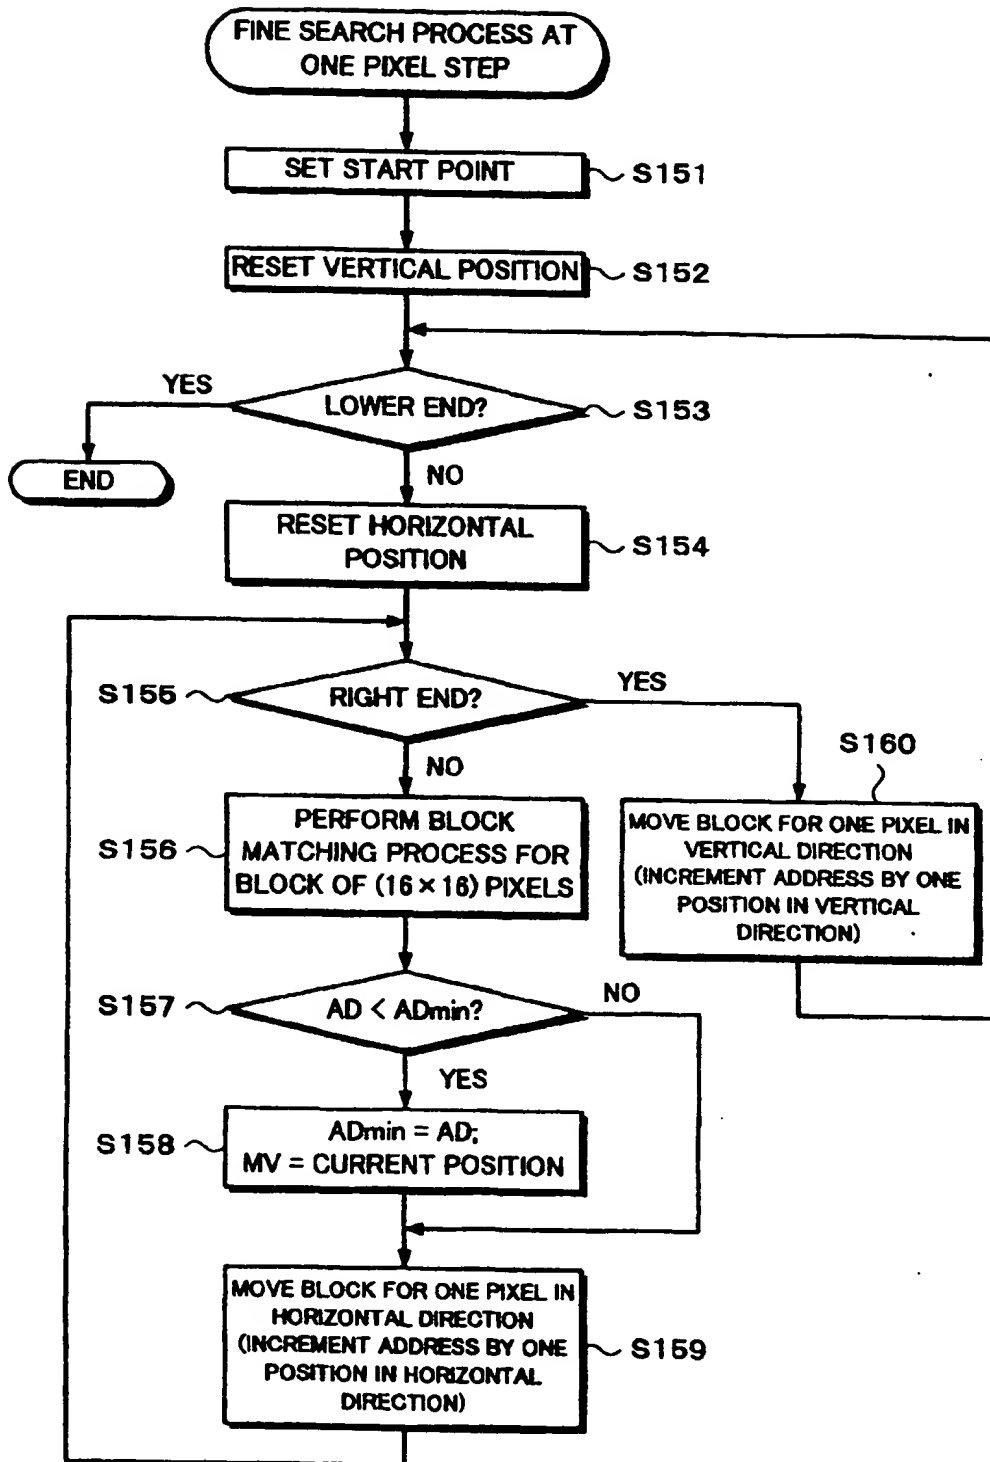 FINE SEARCH PROCESS AT
ONE PIXEL STEP
SET START POINT
S151
RESET VERTICAL POSITION
S152
YES
LOWER END?
S153
END
NO
RESET HORIZONTAL
POSITION
S154
S155
RIGHT END?
YES
NO
S160
PERFORM BLOCK
MATCHING PROCESS FOR
BLOCK OF (16 × 16) PIXELS
S156
MOVE BLOCK FOR ONE PIXEL IN
VERTICAL DIRECTION
(INCREMENT ADDRESS BY ONE
POSITION IN VERTICAL
DIRECTION)
S157
AD < ADmin?
NO
YES
S158
ADmin = AD;
MV = CURRENT POSITION
MOVE BLOCK FOR ONE PIXEL IN
HORIZONTAL DIRECTION
(INCREMENT ADDRESS BY ONE
POSITION IN HORIZONTAL
DIRECTION)
S159